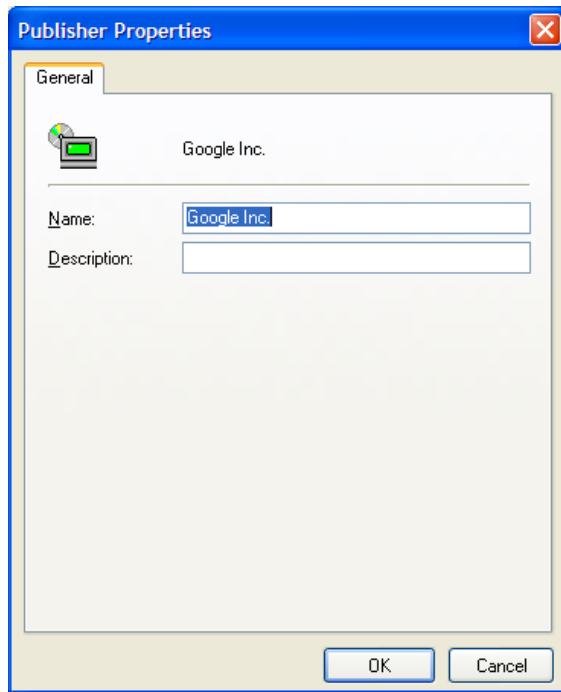 Publisher Properties
General
Google Inc.
Name: Google Inc.
Description:
OK Cancel